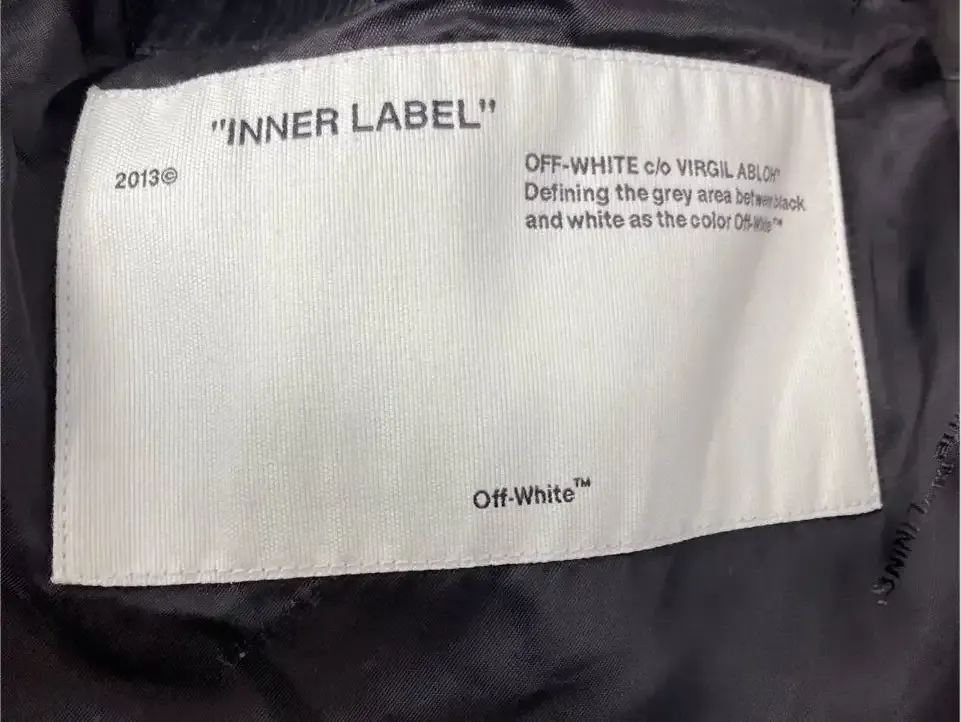 "INNER LABEL"
2013©
OFF-WHITE c/o VIRGIL ABLOH™
Defining the grey area between black
and white as the color Off-White™
Off-White™